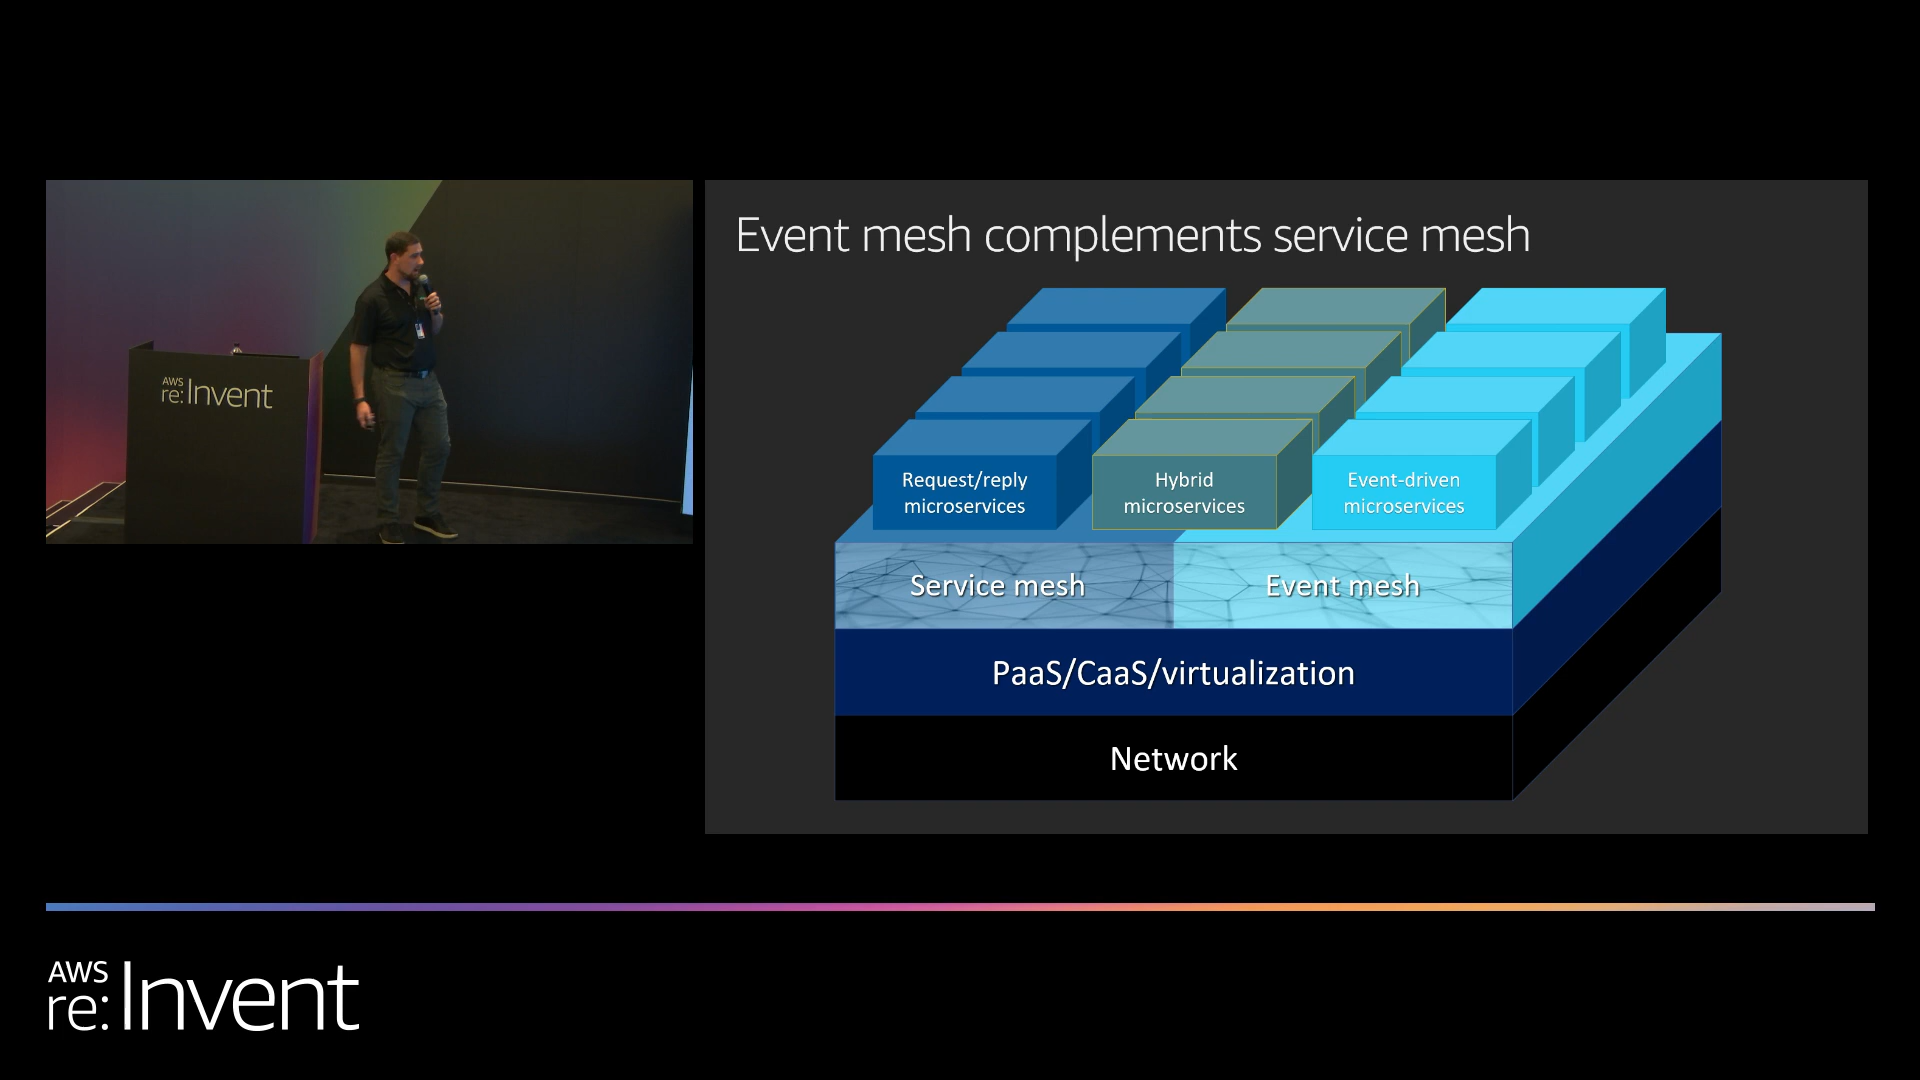 AWS
re:Invent
Event mesh complements service mesh
Request/reply
microservices
Hybrid
microservices
Event-driven
microservices
Service mesh
Event mesh
PaaS/CaaS/virtualization
Network
AWS
re:Invent